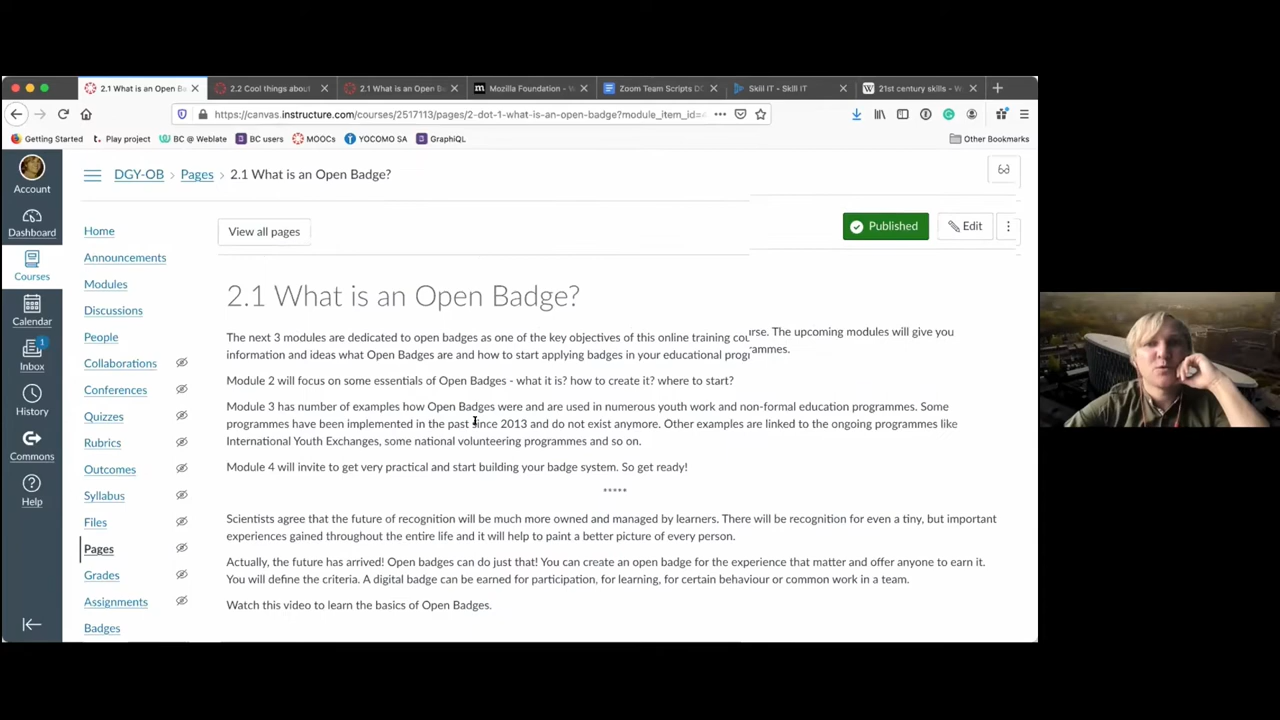 2.1 What is an Open Ba
2.2 Cool things about
2.1 What is an Open Be
Mozilla Foundation -
Zoom Team Scripts D
Skill IT - Skill IT
21st century skills - W
https://canvas.instructure.com/courses/2517113/pages/2-dot-1-what-is-an-open-badge?module_item_id=
Getting Started
Play project
BC @ Weblate
BC users
MOOCs
YOCOMO SA
GraphiQL
Other Bookmarks
Account
Dashboard
Courses
Calendar
1
Inbox
History
Commons
Help
DGY-OB > Pages > 2.1 What is an Open Badge?
Home
Announcements
Modules
Discussions
People
Collaborations
Conferences
Quizzes
Rubrics
Outcomes
Syllabus
Files
Pages
Grades
Assignments
Badges
View all pages
Published
Edit
2.1 What is an Open Badge?
The next 3 modules are dedicated to open badges as one of the key objectives of this online training course. The upcoming modules will give you
information and ideas what Open Badges are and how to start applying badges in your educational programmes.
Module 2 will focus on some essentials of Open Badges - what it is? how to create it? where to start?
Module 3 has number of examples how Open Badges were and are used in numerous youth work and non-formal education programmes. Some
programmes have been implemented in the past since 2013 and do not exist anymore. Other examples are linked to the ongoing programmes like
International Youth Exchanges, some national volunteering programmes and so on.
Module 4 will invite to get very practical and start building your badge system. So get ready!
*****
Scientists agree that the future of recognition will be much more owned and managed by learners. There will be recognition for even a tiny, but important
experiences gained throughout the entire life and it will help to paint a better picture of every person.
Actually, the future has arrived! Open badges can do just that! You can create an open badge for the experience that matter and offer anyone to earn it.
You will define the criteria. A digital badge can be earned for participation, for learning, for certain behaviour or common work in a team.
Watch this video to learn the basics of Open Badges.